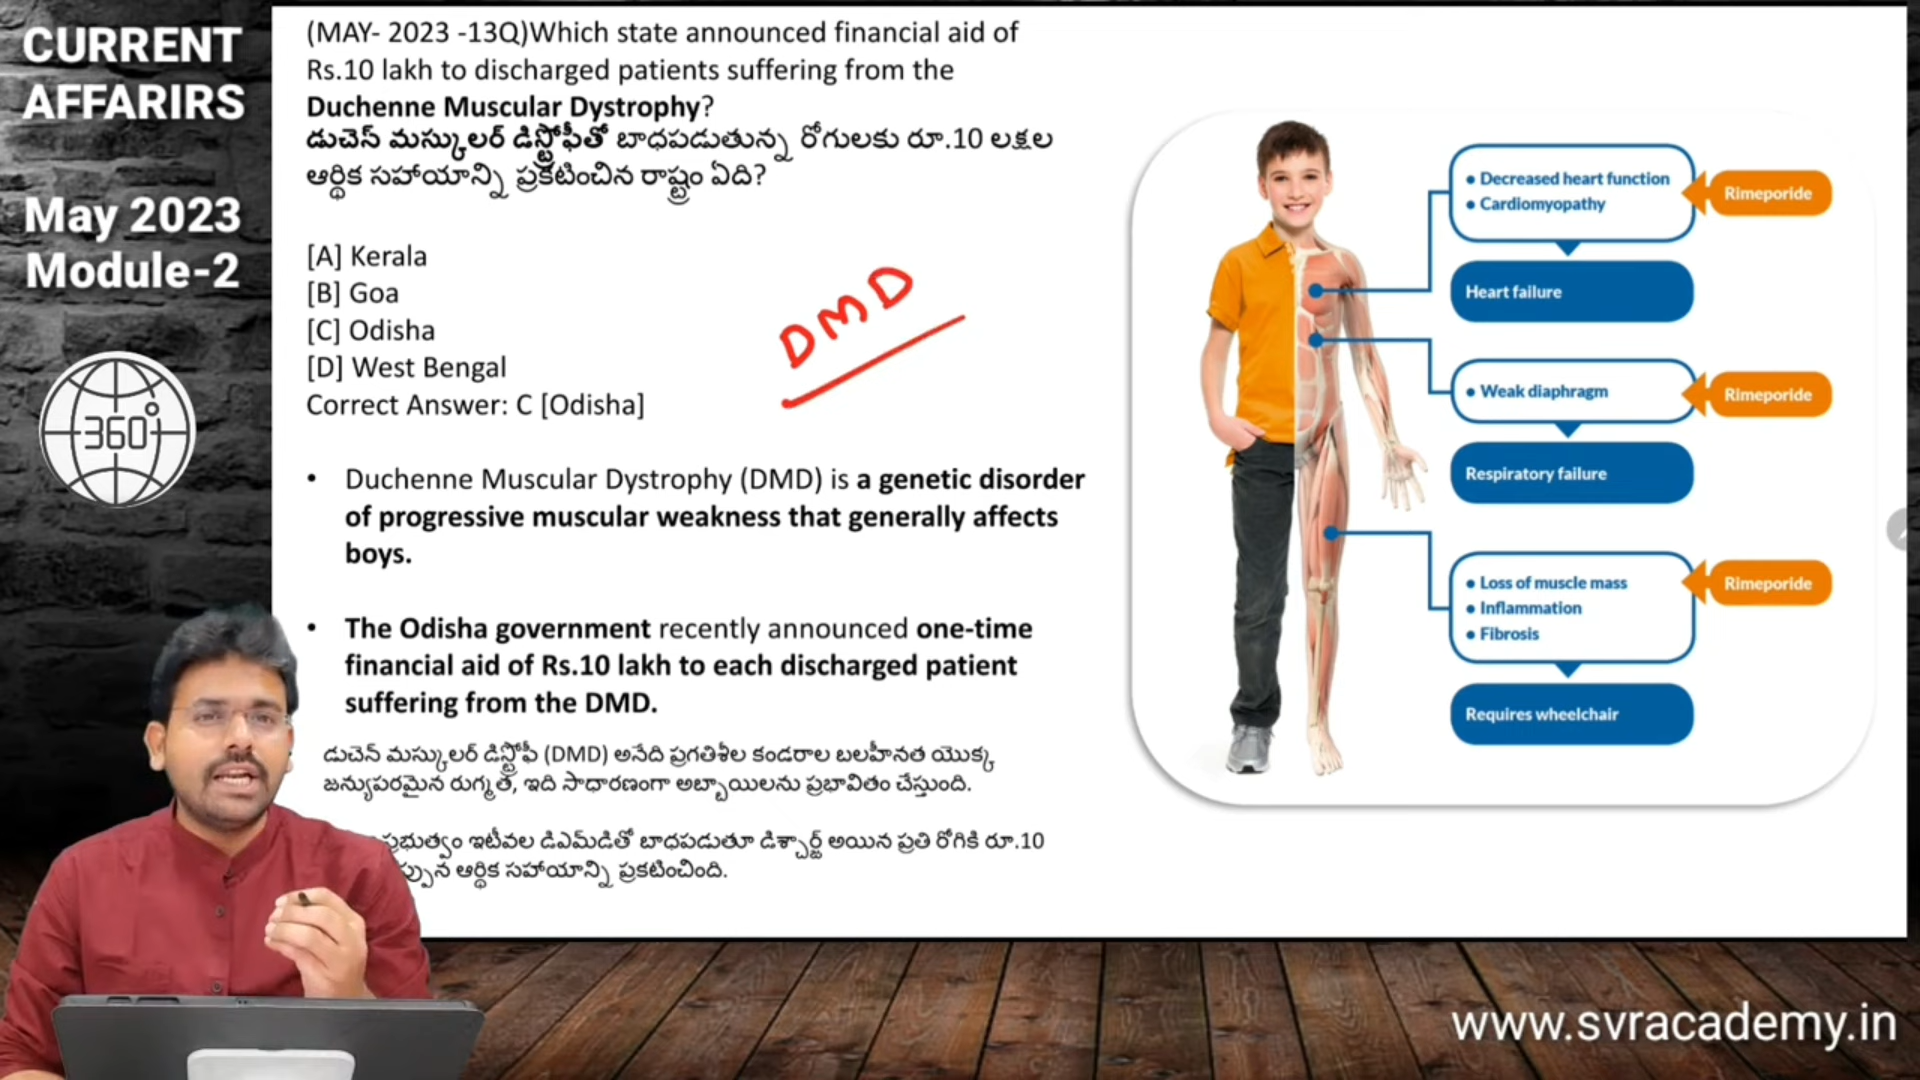 CURRENT
AFFARIRS
May 2023
Module-2
360°
(MAY- 2023 -13Q)Which state announced financial aid of
Rs.10 lakh to discharged patients suffering from the
Duchenne Muscular Dystrophy?
డుచెన్ మస్కులర్ డిస్ట్రోఫీతో బాధపడుతున్న రోగులకు రూ.10 లక్షల
ఆర్థిక సహాయాన్ని ప్రకటించిన రాష్ట్రం ఏది?
[A] Kerala
[B] Goa
[C] Odisha
[D] West Bengal
Correct Answer: C [Odisha]
DMD
• Duchenne Muscular Dystrophy (DMD) is a genetic disorder
of progressive muscular weakness that generally affects
boys.
• The Odisha government recently announced one-time
financial aid of Rs.10 lakh to each discharged patient
suffering from the DMD.
డుచెన్ మస్కులర్ డిస్ట్రోఫీ (DMD) అనేది ప్రగతిశీల కండరాల బలహీనత యొక్క
జన్యుపరమైన రుగ్మత, ఇది సాధారణంగా అబ్బాయిలను ప్రభావితం చేస్తుంది.
ప్రభుత్వం ఇటీవల డిఎమ్‌డితో బాధపడుతూ డిశ్చార్జ్ అయిన ప్రతి రోగికి రూ.10
ఆర్థిక సహాయాన్ని ప్రకటించింది.
• Decreased heart function
• Cardiomyopathy
Rimeporide
Heart failure
• Weak diaphragm
Rimeporide
Respiratory failure
• Loss of muscle mass
• Inflammation
• Fibrosis
Rimeporide
Requires wheelchair
www.svracademy.in